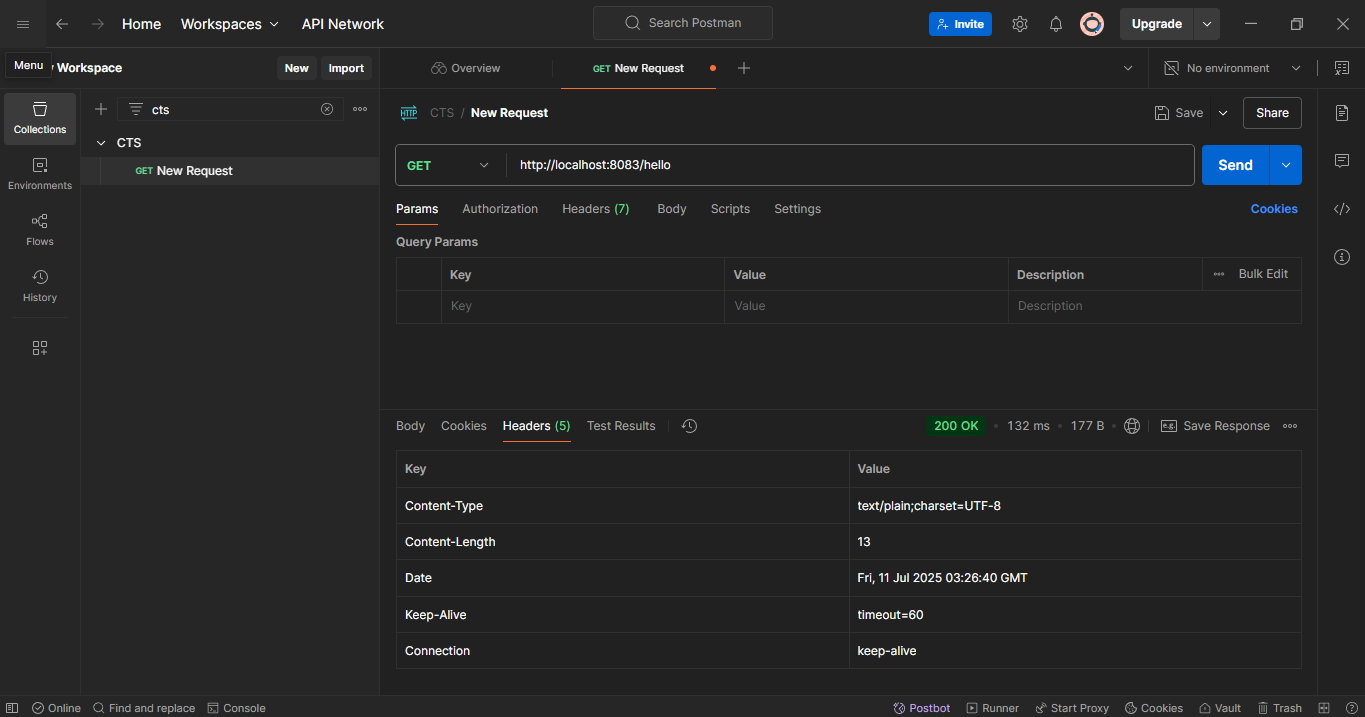 Home Workspaces API Network Search Postman Invite Upgrade
Menu Workspace New Import Overview GET New Request No environment
Collections
Environments
Flows
History
cts
CTS
GET New Request
HTTP CTS / New Request Save Share
GET http://localhost:8083/hello Send
Params Authorization Headers (7) Body Scripts Settings Cookies
Query Params
Key Value Description Bulk Edit
Key Value Description
Body Cookies Headers (5) Test Results 200 OK 132 ms 177 B e.g. Save Response
Key Value
Content-Type text/plain;charset=UTF-8
Content-Length 13
Date Fri, 11 Jul 2025 03:26:40 GMT
Keep-Alive timeout=60
Connection keep-alive
Online Find and replace Console Postbot Runner Start Proxy Cookies Vault Trash